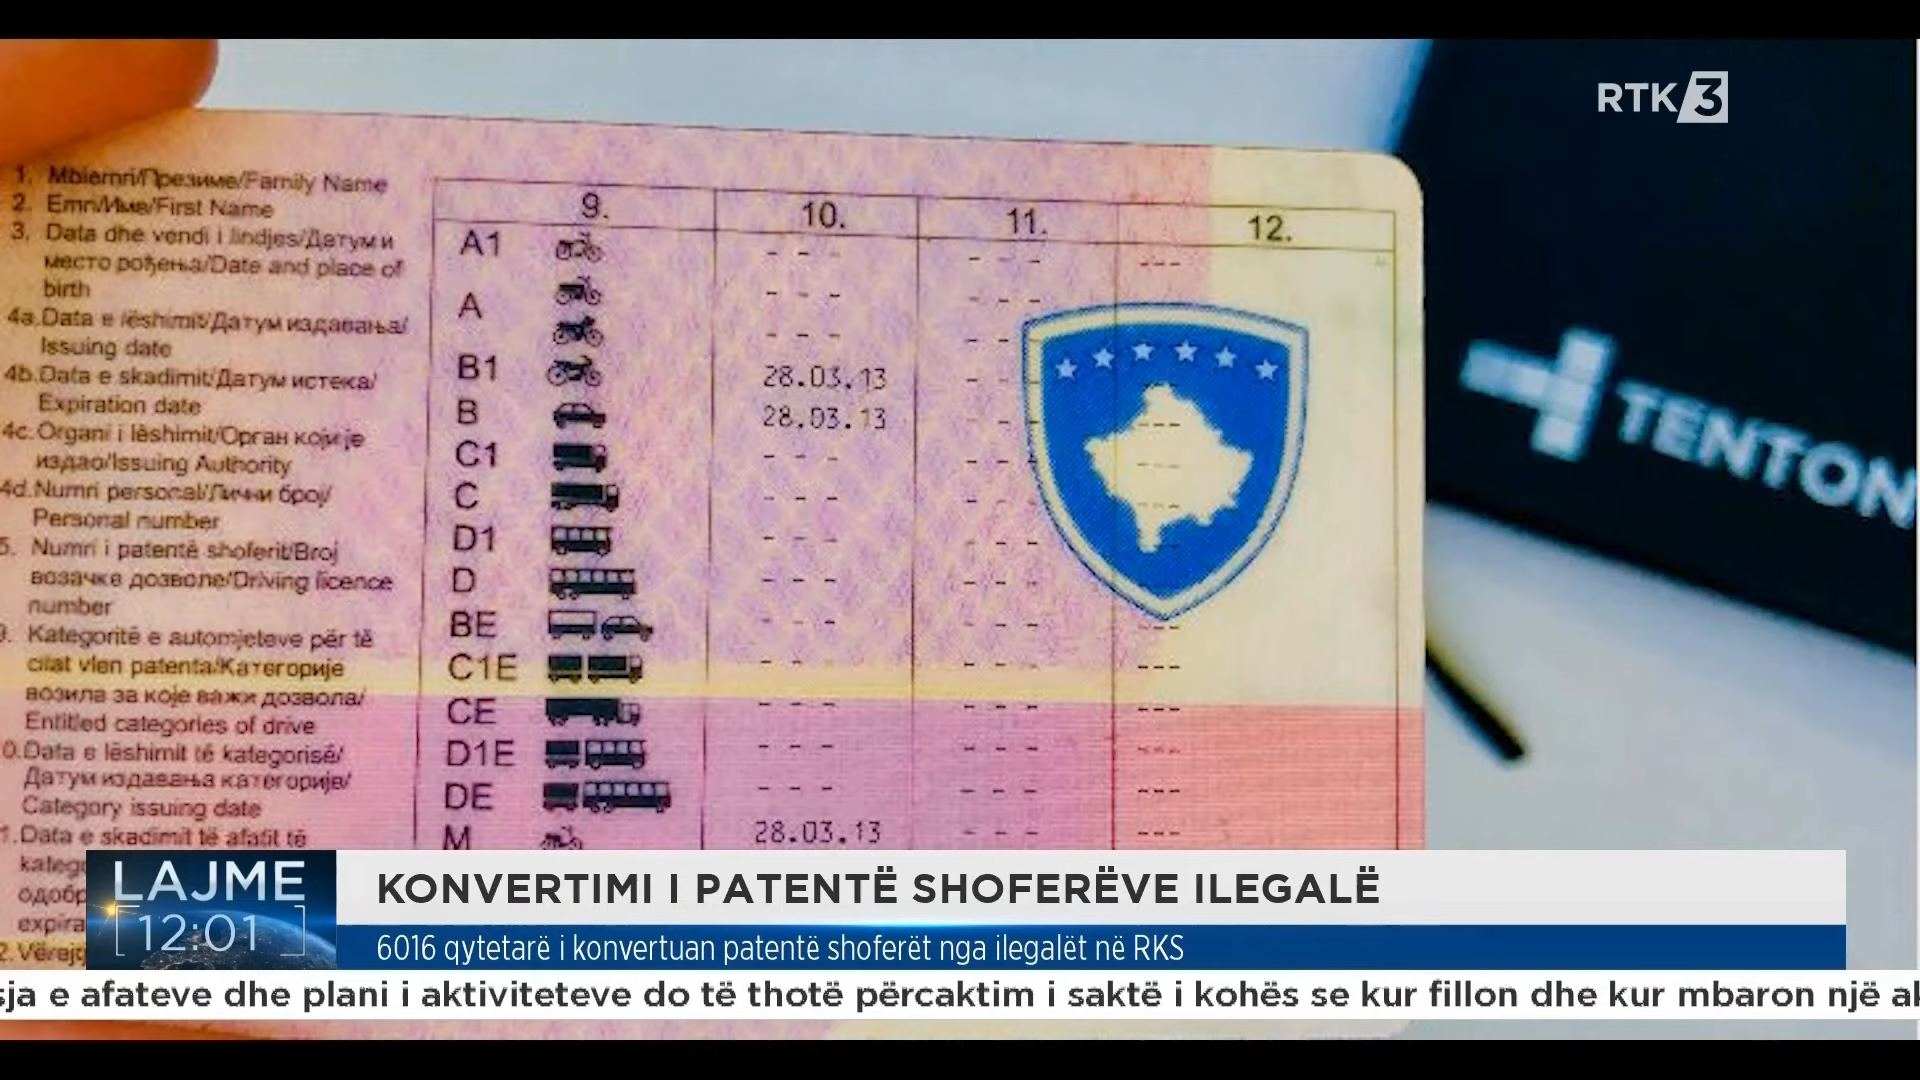 RTK 3
1. Mbiemri/Презиме/Family Name
2. Emri/Име/First Name
3. Data dhe vendi i lindjes/Датум и
место рођења/Date and place of
birth
4a.Data e lëshimit/Датум издавања/
Issuing date
4b.Data e skadimit/Датум истека/
Expiration date
4c.Organi i lëshimit/Орган који је
издао/Issuing Authority
4d.Numri personal/Лични број/
Personal number
5. Numri i patentë shoferit/Broj
возачке дозволе/Driving licence
number
9. Kategoritë e automjeteve për të
cilat vlen patenta/Категорије
возила за које важи дозвола/
Entitled categories of drive
0.Data e lëshimit të kategorisë/
Датум издавања категорије/
Category issuing date
1.Data e skadimit të afatit të
katego
одобр
expira
2.Vërejt
9. 10. 11. 12.
A1 --- --- ---
A --- ---
--- ---
B1 28.03.13 ---
B 28.03.13 --- ---
C1 --- --- ---
C --- --- ---
D1 --- --- ---
D --- --- ---
BE --- --- ---
C1E --- --- ---
CE --- --- ---
D1E --- --- ---
DE --- --- ---
M 28.03.13 --- ---
TENTON
LAJME
12:01
KONVERTIMI I PATENTË SHOFERËVE ILEGALË
6016 qytetarë i konvertuan patentë shoferët nga ilegalët në RKS
sja e afateve dhe plani i aktiviteteve do të thotë përcaktim i saktë i kohës se kur fillon dhe kur mbaron një ak